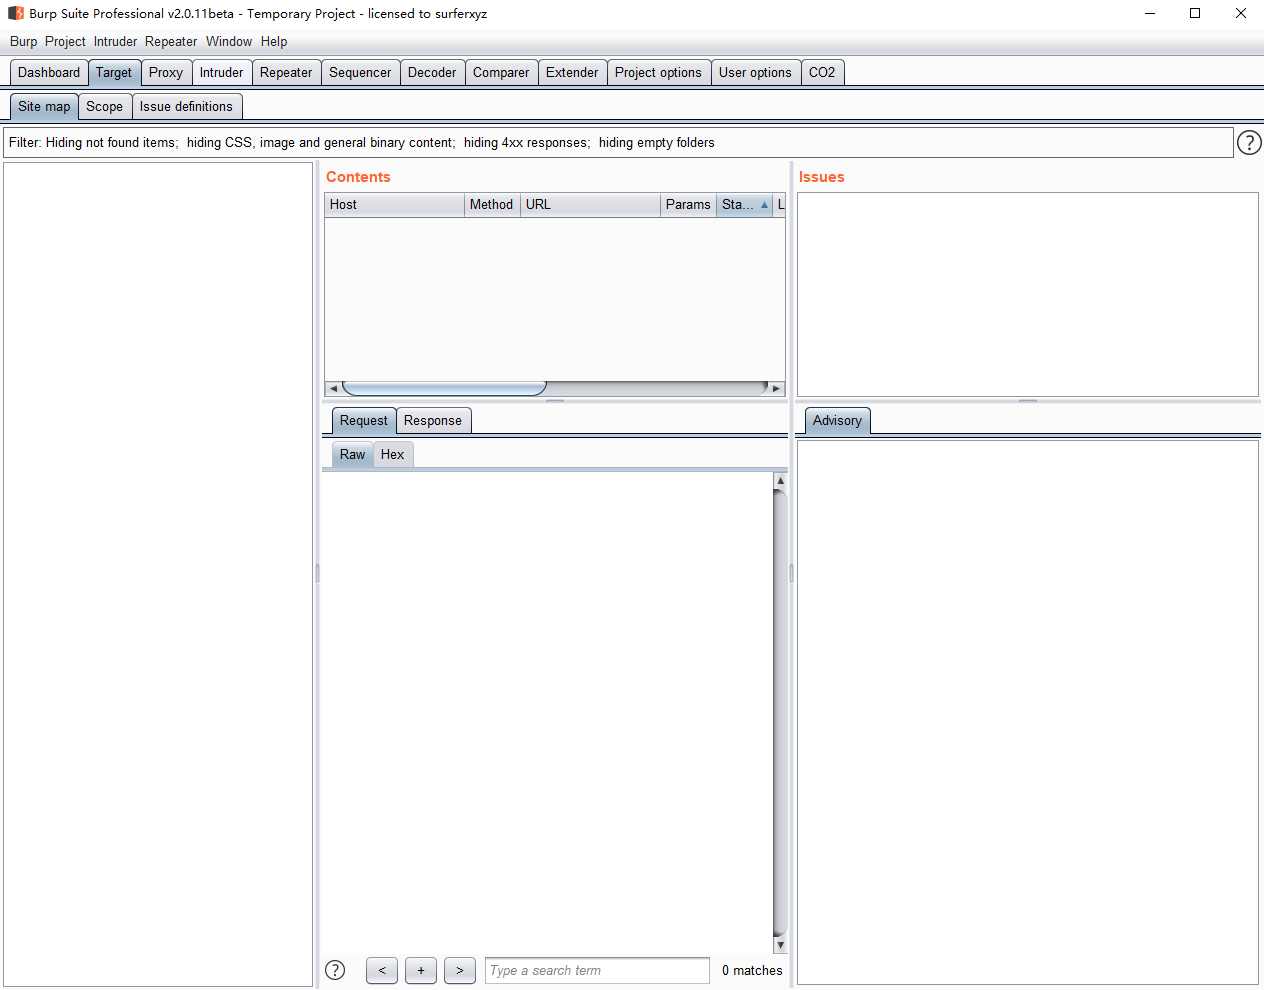 Burp Suite Professional v2.0.11beta - Temporary Project - licensed to surferxyz
Burp Project Intruder Repeater Window Help
Dashboard Target Proxy Intruder Repeater Sequencer Decoder Comparer Extender Project options User options CO2
Site map Scope Issue definitions
Filter: Hiding not found items; hiding CSS, image and general binary content; hiding 4xx responses; hiding empty folders ?
Contents
Host Method URL Params Sta... L
Issues
Request Response
Raw Hex
Advisory
? < + > Type a search term 0 matches